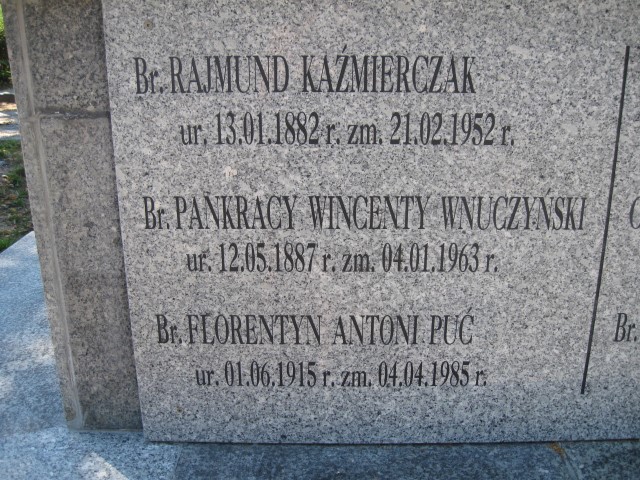 Br. RAJMUND KAŹMIERCZAK
ur. 13.01.1882 r. zm. 21.02.1952 r.
Br. PANKRACY WINCENTY WNUCZYŃSKI
ur. 12.05.1887 r. zm. 04.01.1963 r.
Br. FLORENTYN ANTONI PUĆ
ur. 01.06.1915 r. zm. 04.04.1985 r.
Br.